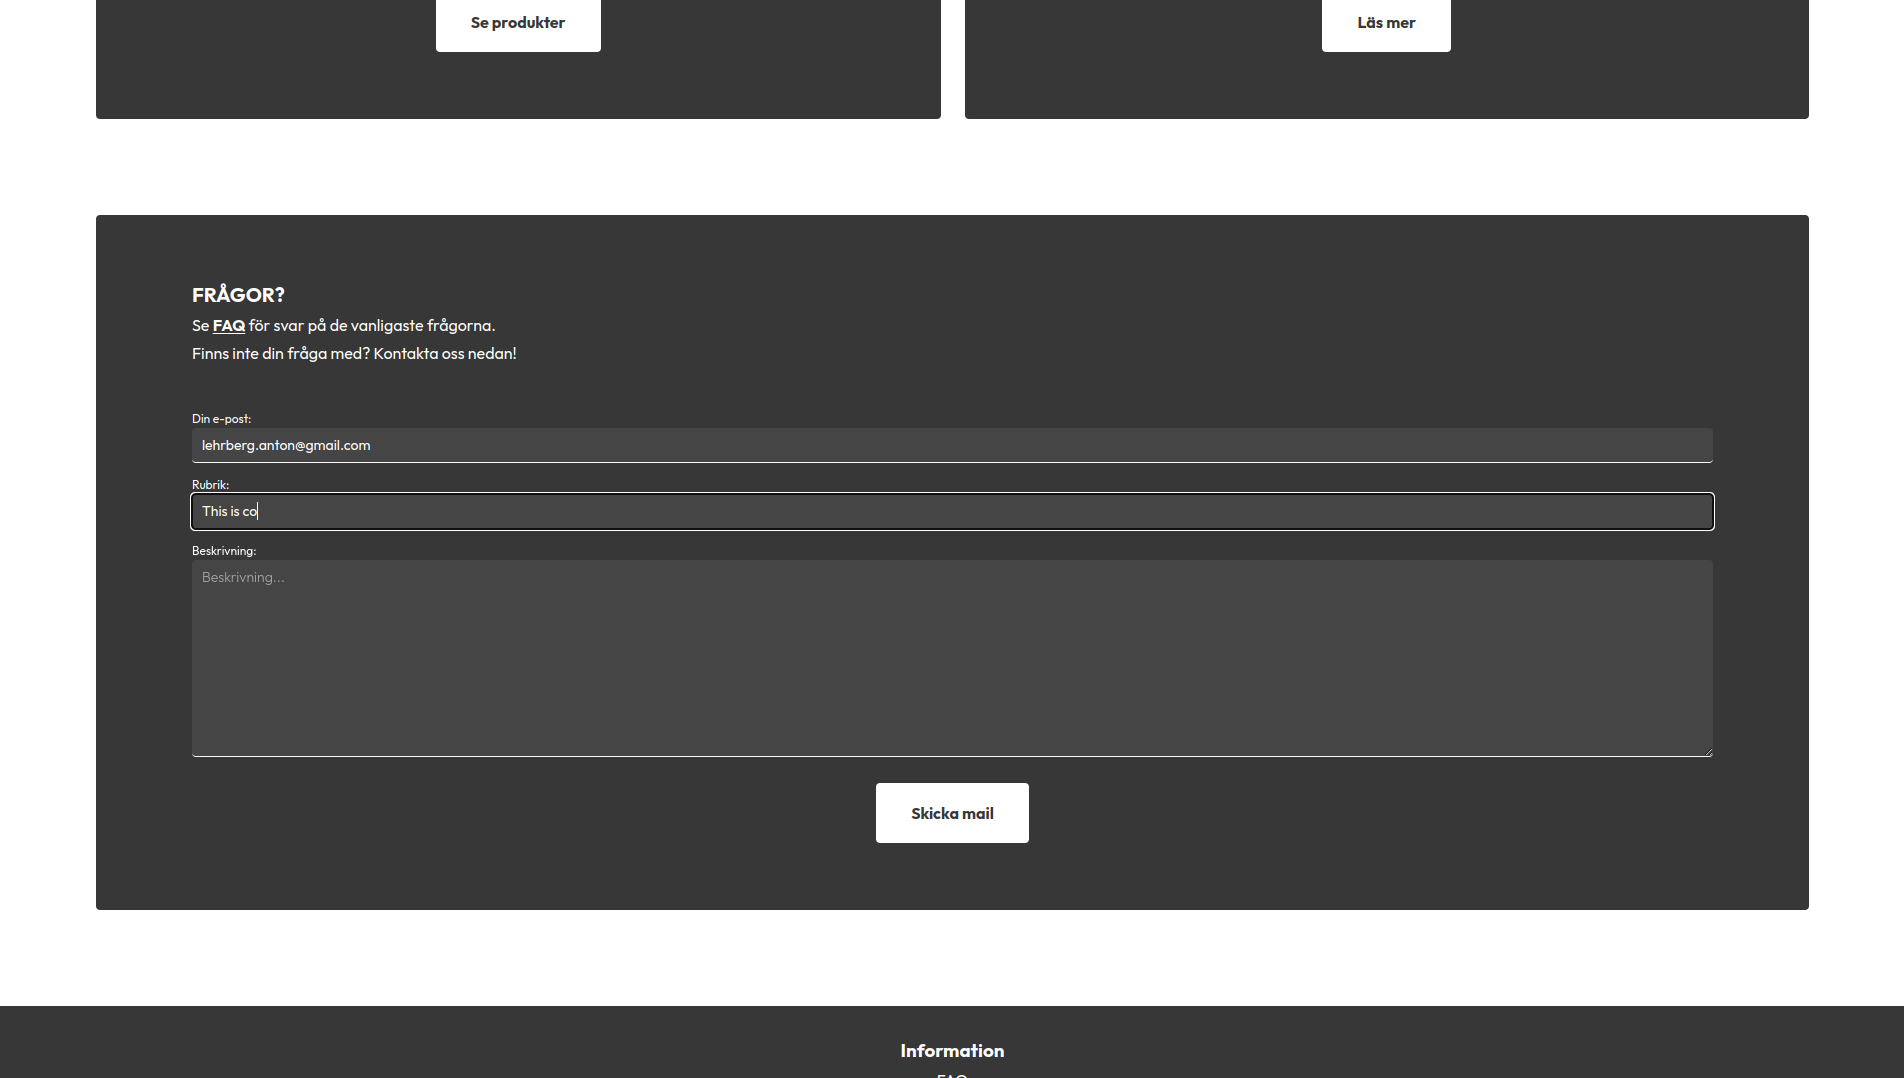 Se produkter
Läs mer
FRÅGOR?
Se FAQ för svar på de vanligaste frågorna.
Finns inte din fråga med? Kontakta oss nedan!
Din e-post:
lehrberg.anton@gmail.com
Rubrik:
This is co
Beskrivning:
Beskrivning...
Skicka mail
Information
FAQ